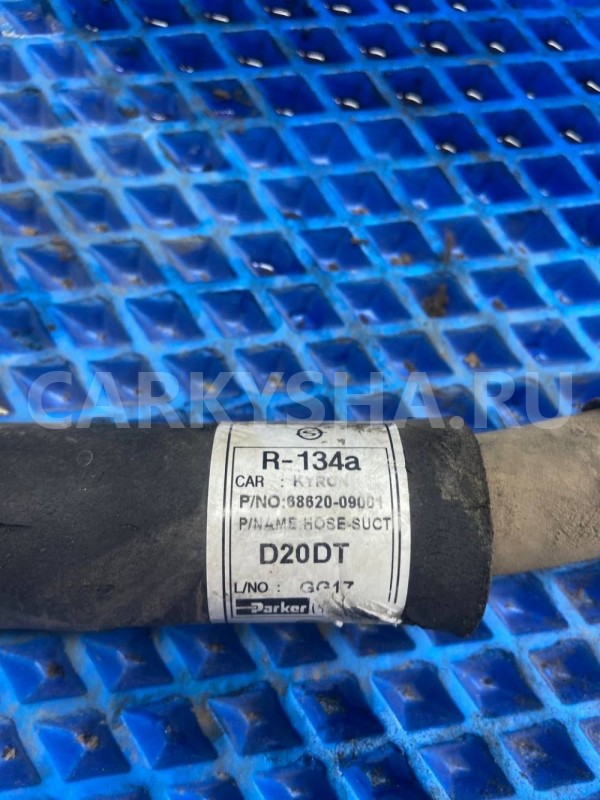 CARKYSHA.RU
R-134a
CAR : KYRON
P/NO:68620-09001
P/NAME:HOSE-SUCT
D20DT
L/NO : GG17
Parker